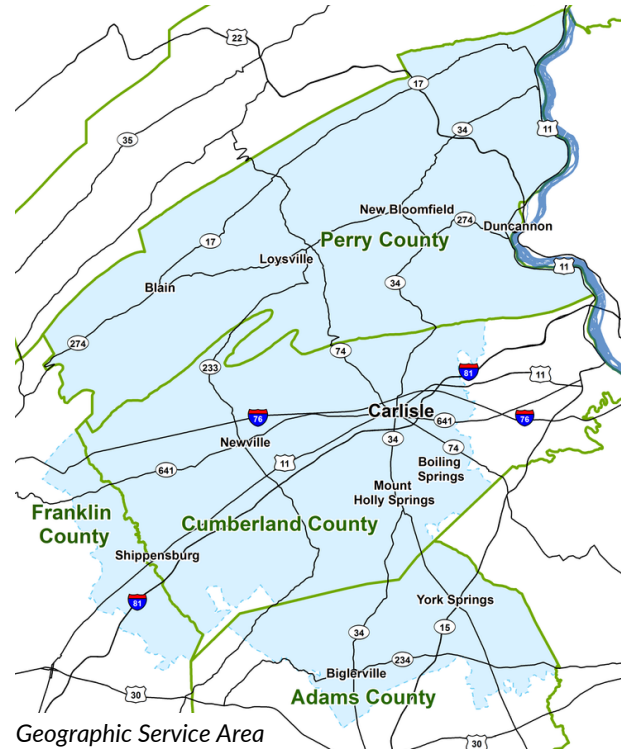 22
17
35
34
11
New Bloomfield
274
Duncannon
17
Perry County
Loysville
11
34
Blain
274
74
233
81
11
76
Carlisle
641
76
Newville
34
11
74
641
Boiling
Springs
Mount
Holly Springs
Franklin
County
Cumberland County
Shippensburg
81
York Springs
34
15
234
Biglerville
30
Adams County
Geographic Service Area
30